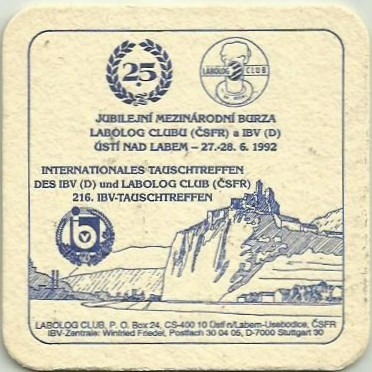 25.
LABOLOG CLUB
JUBILEJNÍ MEZINÁRODNÍ BURZA
LABOLOG CLUBU (ČSFR) a IBV (D)
ÚSTÍ NAD LABEM – 27.-28. 6. 1992
INTERNATIONALES TAUSCHTREFFEN
DES IBV (D) und LABOLOG CLUB (ČSFR)
216. IBV-TAUSCHTREFFEN
ibv
LABOLOG CLUB, P. O. Box 24, CS-400 10 Ústí n/Labem-Usebodice, ČSFR
IBV-Zentrale: Winfried Friedel, Postfach 30 04 05, D-7000 Stuttgart 30